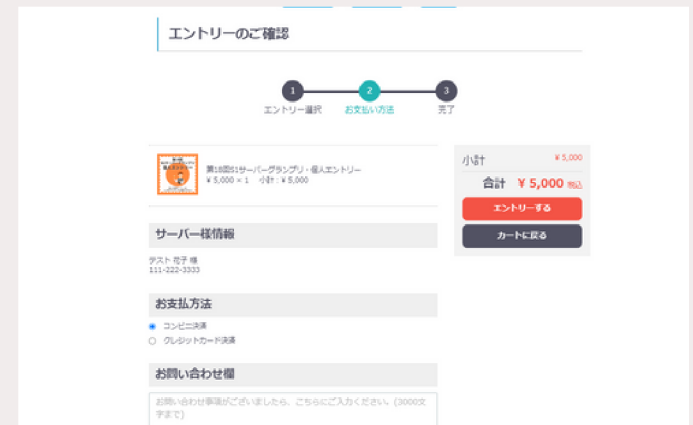 エントリーのご確認
1
2
3
エントリー選択
お支払い方法
完了
第18回S1サーバーグランプリ・個人エントリー
¥ 5,000 × 1 小計：¥ 5,000
小計 ¥ 5,000
合計 ¥ 5,000 税込
エントリーする
カートに戻る
サーバー様情報
テスト 花子 様
111-222-3333
お支払方法
コンビニ決済
クレジットカード決済
お問い合わせ欄
お問い合わせ事項がございましたら、こちらにご入力ください。(3000文
字まで)